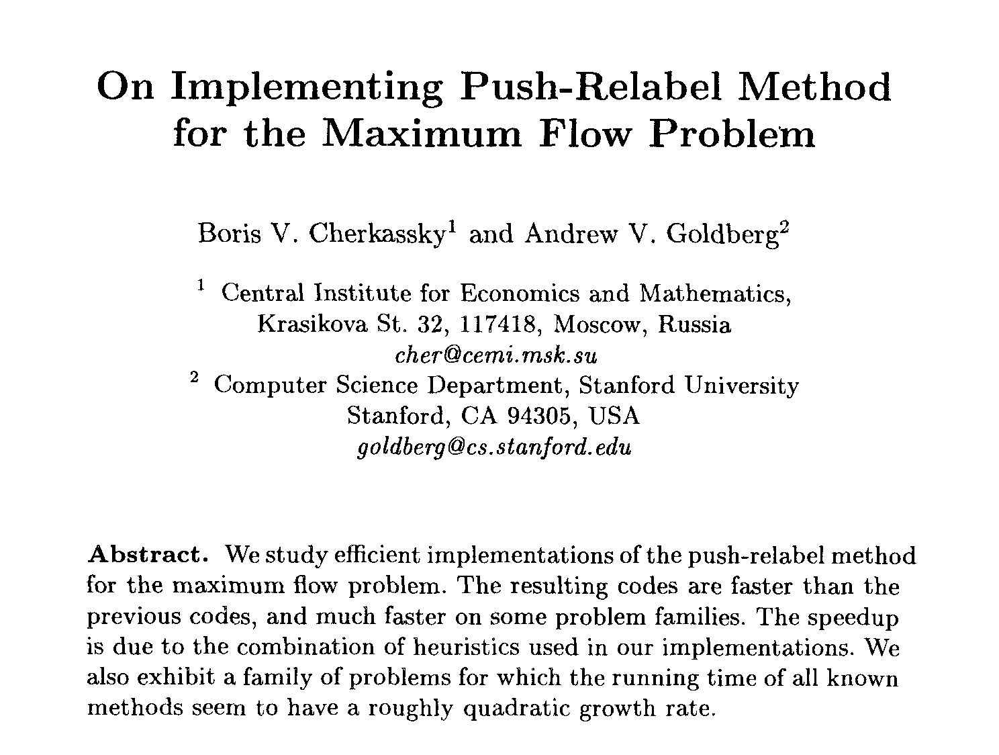 On Implementing Push-Relabel Method
for the Maximum Flow Problem
Boris V. Cherkassky¹ and Andrew V. Goldberg²
¹ Central Institute for Economics and Mathematics,
Krasikova St. 32, 117418, Moscow, Russia
cher@cemi.msk.su
² Computer Science Department, Stanford University
Stanford, CA 94305, USA
goldberg@cs.stanford.edu
Abstract. We study efficient implementations of the push-relabel method
for the maximum flow problem. The resulting codes are faster than the
previous codes, and much faster on some problem families. The speedup
is due to the combination of heuristics used in our implementations. We
also exhibit a family of problems for which the running time of all known
methods seem to have a roughly quadratic growth rate.